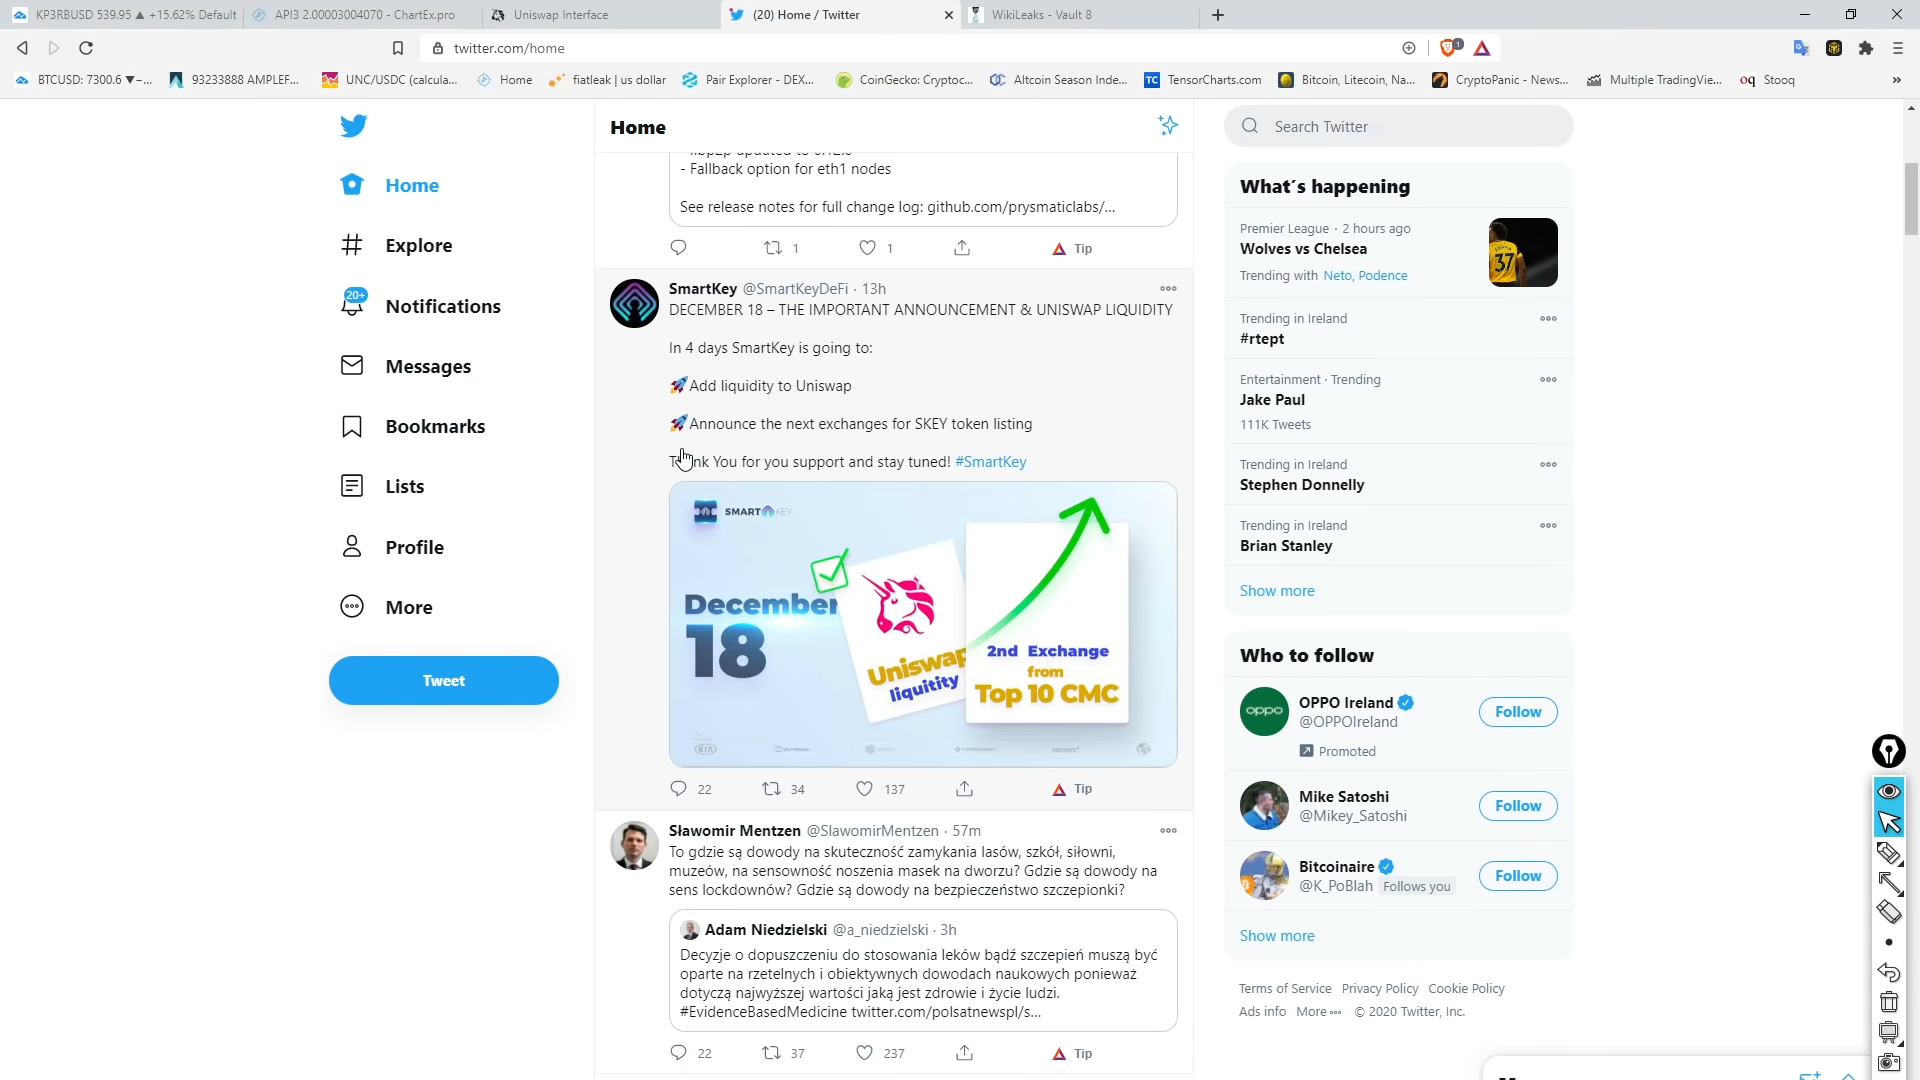 KP3RBUSD 539.95 ▲ +15.62% Default
API3 2.00003004070 - ChartEx.pro
Uniswap Interface
(20) Home / Twitter
WikiLeaks - Vault 8
twitter.com/home
1
BTCUSD: 7300.6 ▼−...
93233888 AMPLEF...
UNC/USDC (calcula...
Home
fiatleak | us dollar
Pair Explorer - DEX...
CoinGecko: Cryptoc...
Altcoin Season Inde...
TC TensorCharts.com
Bitcoin, Litecoin, Na...
CryptoPanic - News...
Multiple TradingVie...
oq Stooq
»
Home
Explore
20+
Notifications
Messages
Bookmarks
Lists
Profile
More
Tweet
Home
- Fallback option for eth1 nodes
See release notes for full change log: github.com/prysmaticlabs/...
1 1 Tip
SmartKey @SmartKeyDeFi · 13h
DECEMBER 18 – THE IMPORTANT ANNOUNCEMENT & UNISWAP LIQUIDITY
In 4 days SmartKey is going to:
🚀Add liquidity to Uniswap
🚀Announce the next exchanges for SKEY token listing
Thank You for you support and stay tuned! #SmartKey
SMART KEY
December
18
Uniswap
liquitity
2nd Exchange
from
Top 10 CMC
KIA
22 34 137 Tip
Sławomir Mentzen @SlawomirMentzen · 57m
To gdzie są dowody na skuteczność zamykania lasów, szkół, siłowni,
muzeów, na sensowność noszenia masek na dworzu? Gdzie są dowody na
sens lockdownów? Gdzie są dowody na bezpieczeństwo szczepionki?
Adam Niedzielski @a_niedzielski · 3h
Decyzje o dopuszczeniu do stosowania leków bądź szczepień muszą być
oparte na rzetelnych i obiektywnych dowodach naukowych ponieważ
dotyczą najwyższej wartości jaką jest zdrowie i życie ludzi.
#EvidenceBasedMedicine twitter.com/polsatnewspl/s...
22 37 237 Tip
Search Twitter
What's happening
Premier League · 2 hours ago
Wolves vs Chelsea
Trending with Neto, Podence
37
Trending in Ireland
#rtept
Entertainment · Trending
Jake Paul
111K Tweets
Trending in Ireland
Stephen Donnelly
Trending in Ireland
Brian Stanley
Show more
Who to follow
oppo
OPPO Ireland
@OPPOIreland
Promoted
Follow
Mike Satoshi
@Mikey_Satoshi
Follow
Bitcoinaire
@K_PoBlah Follows you
Follow
Show more
Terms of Service Privacy Policy Cookie Policy
Ads info More © 2020 Twitter, Inc.